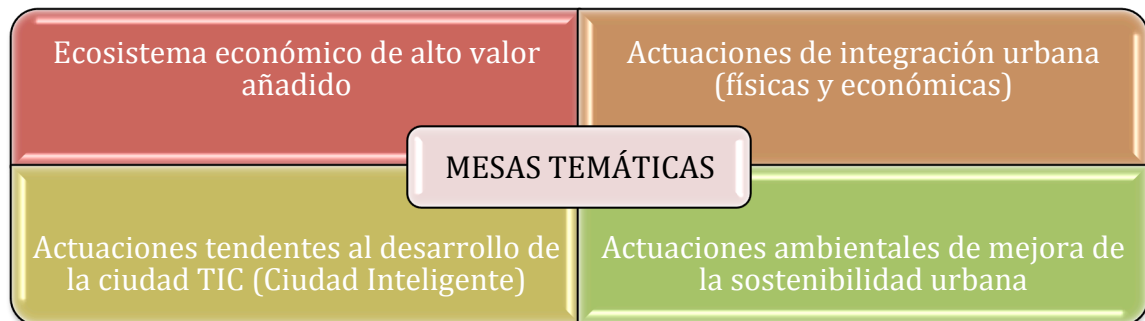 Ecosistema económico de alto valor
añadido
Actuaciones de integración urbana
(físicas y económicas)
MESAS TEMÁTICAS
Actuaciones tendentes al desarrollo de
la ciudad TIC (Ciudad Inteligente)
Actuaciones ambientales de mejora de
la sostenibilidad urbana